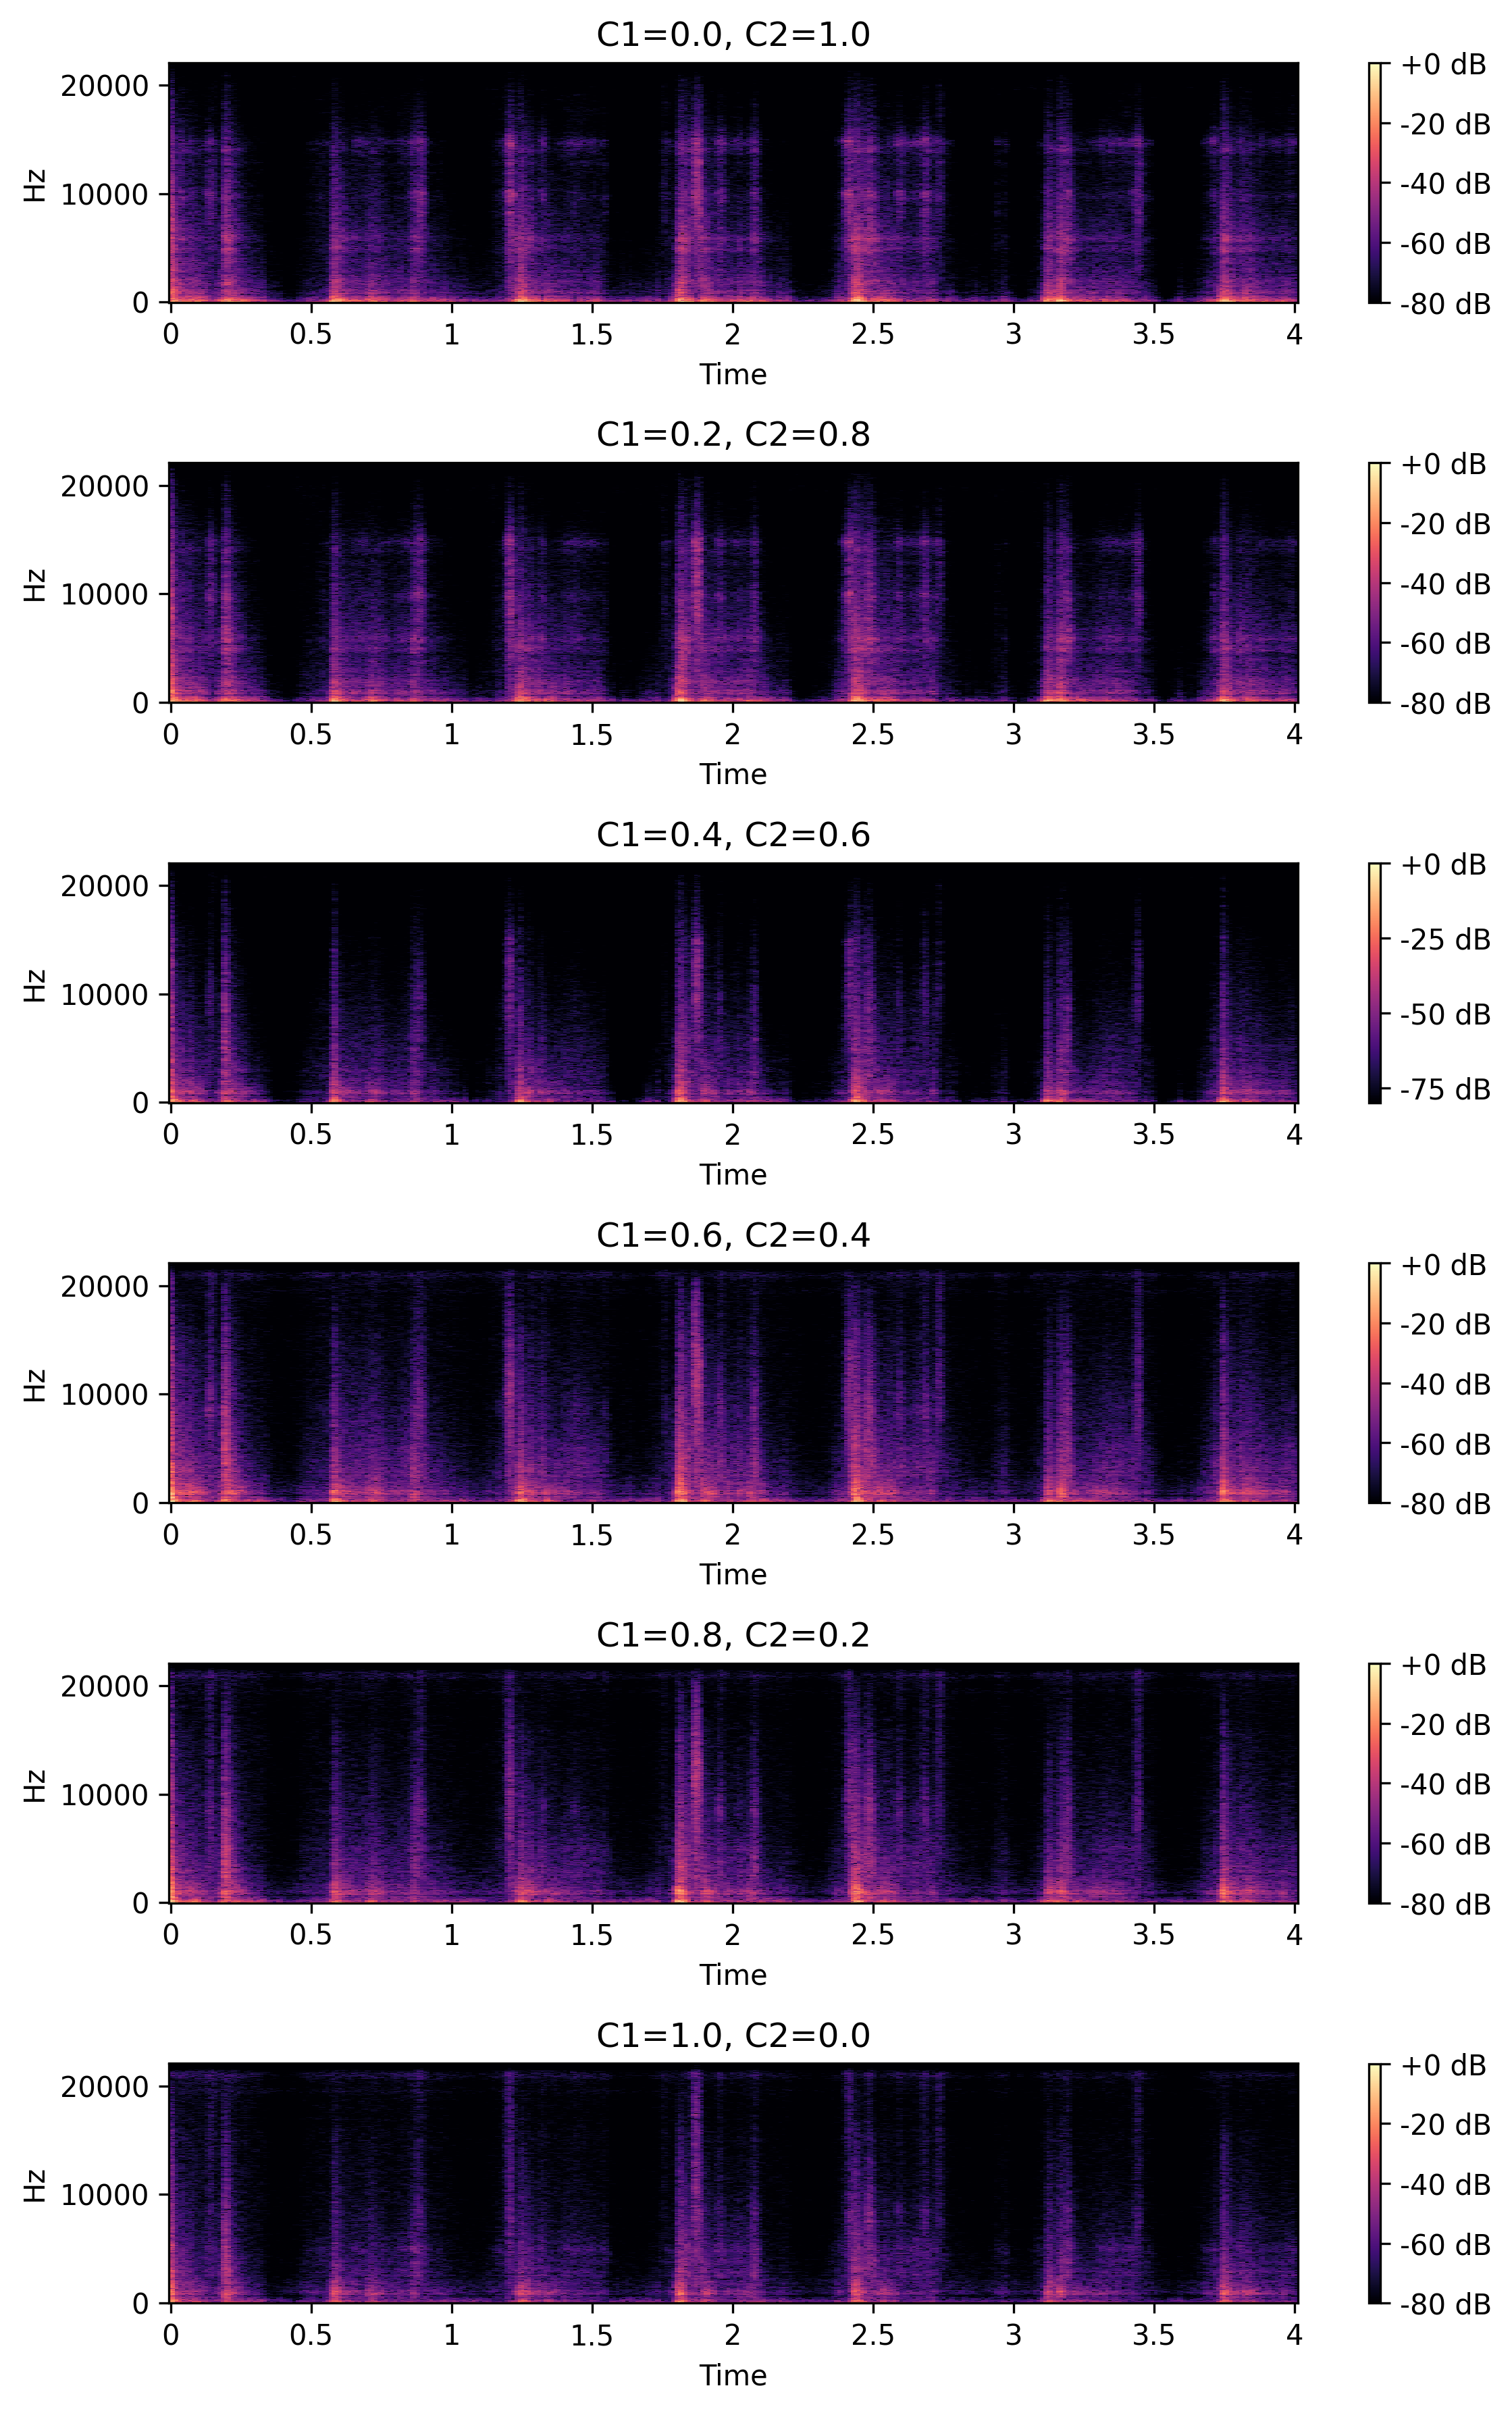 C1=0.0, C2=1.0
Hz
20000
10000
0
0 0.5 1 1.5 2 2.5 3 3.5 4
Time
+0 dB
-20 dB
-40 dB
-60 dB
-80 dB
C1=0.2, C2=0.8
Hz
20000
10000
0
0 0.5 1 1.5 2 2.5 3 3.5 4
Time
+0 dB
-20 dB
-40 dB
-60 dB
-80 dB
C1=0.4, C2=0.6
Hz
20000
10000
0
0 0.5 1 1.5 2 2.5 3 3.5 4
Time
+0 dB
-25 dB
-50 dB
-75 dB
C1=0.6, C2=0.4
Hz
20000
10000
0
0 0.5 1 1.5 2 2.5 3 3.5 4
Time
+0 dB
-20 dB
-40 dB
-60 dB
-80 dB
C1=0.8, C2=0.2
Hz
20000
10000
0
0 0.5 1 1.5 2 2.5 3 3.5 4
Time
+0 dB
-20 dB
-40 dB
-60 dB
-80 dB
C1=1.0, C2=0.0
Hz
20000
10000
0
0 0.5 1 1.5 2 2.5 3 3.5 4
Time
+0 dB
-20 dB
-40 dB
-60 dB
-80 dB